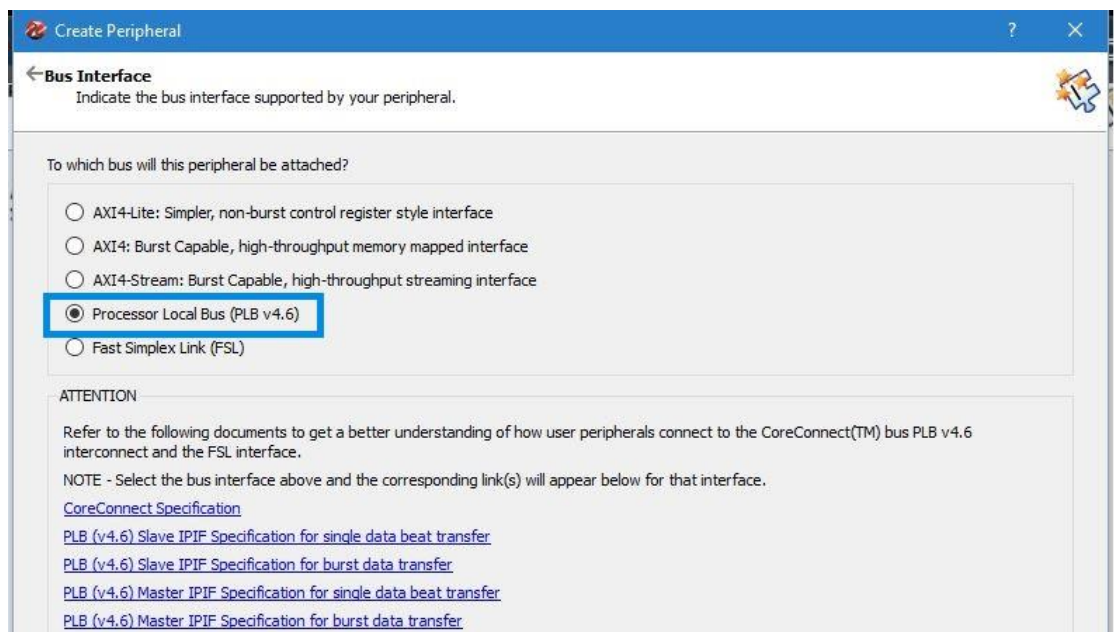 Create Peripheral
Bus Interface
Indicate the bus interface supported by your peripheral.
To which bus will this peripheral be attached?
AXI4-Lite: Simpler, non-burst control register style interface
AXI4: Burst Capable, high-throughput memory mapped interface
AXI4-Stream: Burst Capable, high-throughput streaming interface
Processor Local Bus (PLB v4.6)
Fast Simplex Link (FSL)
ATTENTION
Refer to the following documents to get a better understanding of how user peripherals connect to the CoreConnect(TM) bus PLB v4.6
interconnect and the FSL interface.
NOTE - Select the bus interface above and the corresponding link(s) will appear below for that interface.
CoreConnect Specification
PLB (v4.6) Slave IPIF Specification for single data beat transfer
PLB (v4.6) Slave IPIF Specification for burst data transfer
PLB (v4.6) Master IPIF Specification for single data beat transfer
PLB (v4.6) Master IPIF Specification for burst data transfer